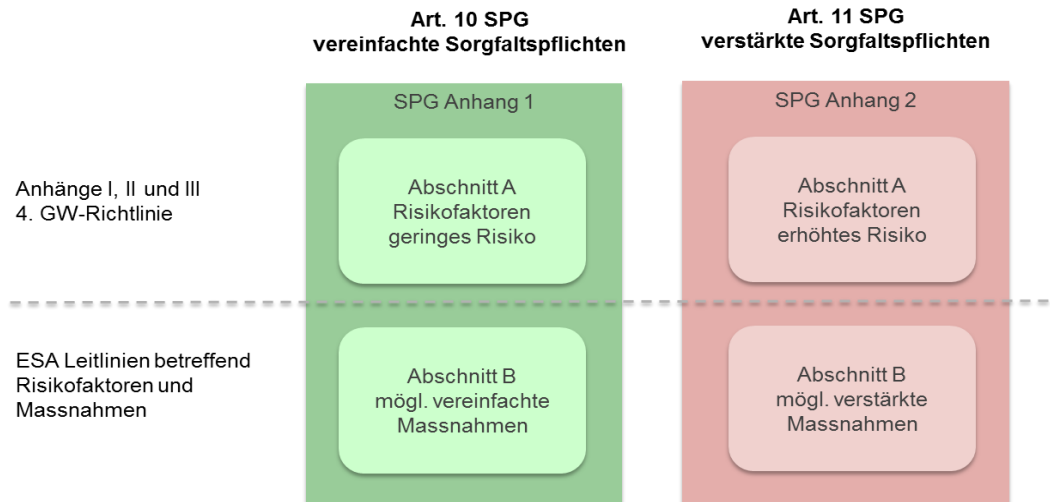 Art. 10 SPG
vereinfachte Sorgfaltspflichten
Art. 11 SPG
verstärkte Sorgfaltspflichten
SPG Anhang 1
SPG Anhang 2
Anhänge I, II und III
4. GW-Richtlinie
Abschnitt A
Risikofaktoren
geringes Risiko
Abschnitt A
Risikofaktoren
erhöhtes Risiko
ESA Leitlinien betreffend
Risikofaktoren und
Massnahmen
Abschnitt B
mögl. vereinfachte
Massnahmen
Abschnitt B
mögl. verstärkte
Massnahmen